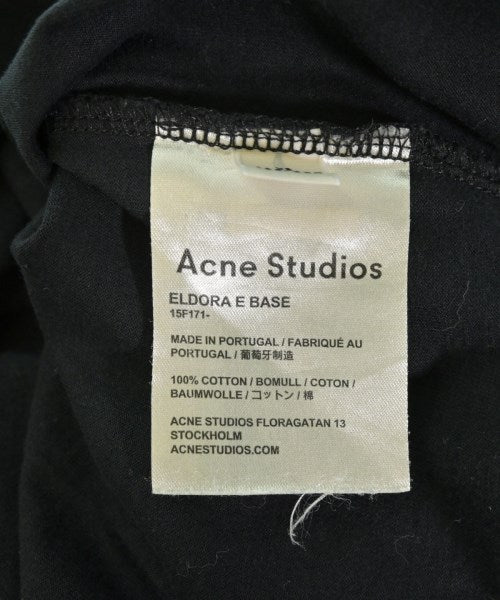 Acne Studios
ELDORA E BASE
15F171-
MADE IN PORTUGAL / FABRIQUÉ AU
PORTUGAL / 葡萄牙制造
100% COTTON / BOMULL / COTON /
BAUMWOLLE / コットン / 棉
ACNE STUDIOS FLORAGATAN 13
STOCKHOLM
ACNESTUDIOS.COM